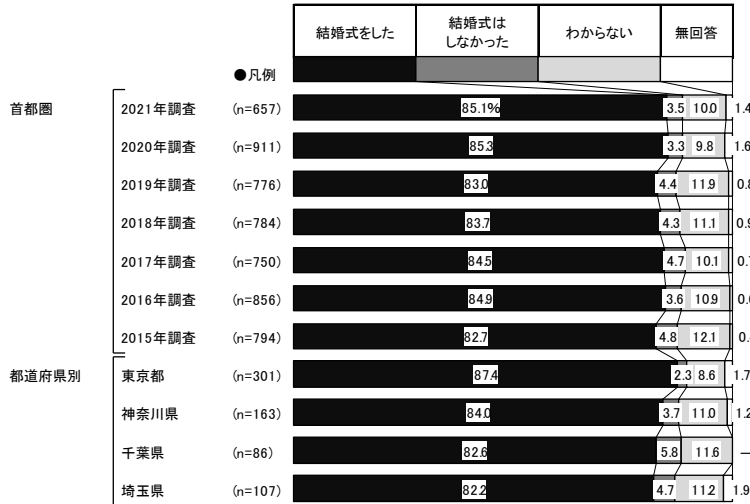 結婚式をした 結婚式は しなかった わからない 無回答
●凡例
首都圏 2021年調査 (n=657) 85.1% 3.5 10.0 1.4
2020年調査 (n=911) 85.3 3.3 9.8 1.6
2019年調査 (n=776) 83.0 4.4 11.9 0.8
2018年調査 (n=784) 83.7 4.3 11.1 0.9
2017年調査 (n=750) 84.5 4.7 10.1 0.7
2016年調査 (n=856) 84.9 3.6 10.9 0.6
2015年調査 (n=794) 82.7 4.8 12.1
都道府県別 東京都 (n=301) 87.4 2.3 8.6 1.7
神奈川県 (n=163) 84.0 3.7 11.0 1.2
千葉県 (n=86) 82.6 5.8 11.6 –
埼玉県 (n=107) 82.2 4.7 11.2 1.9